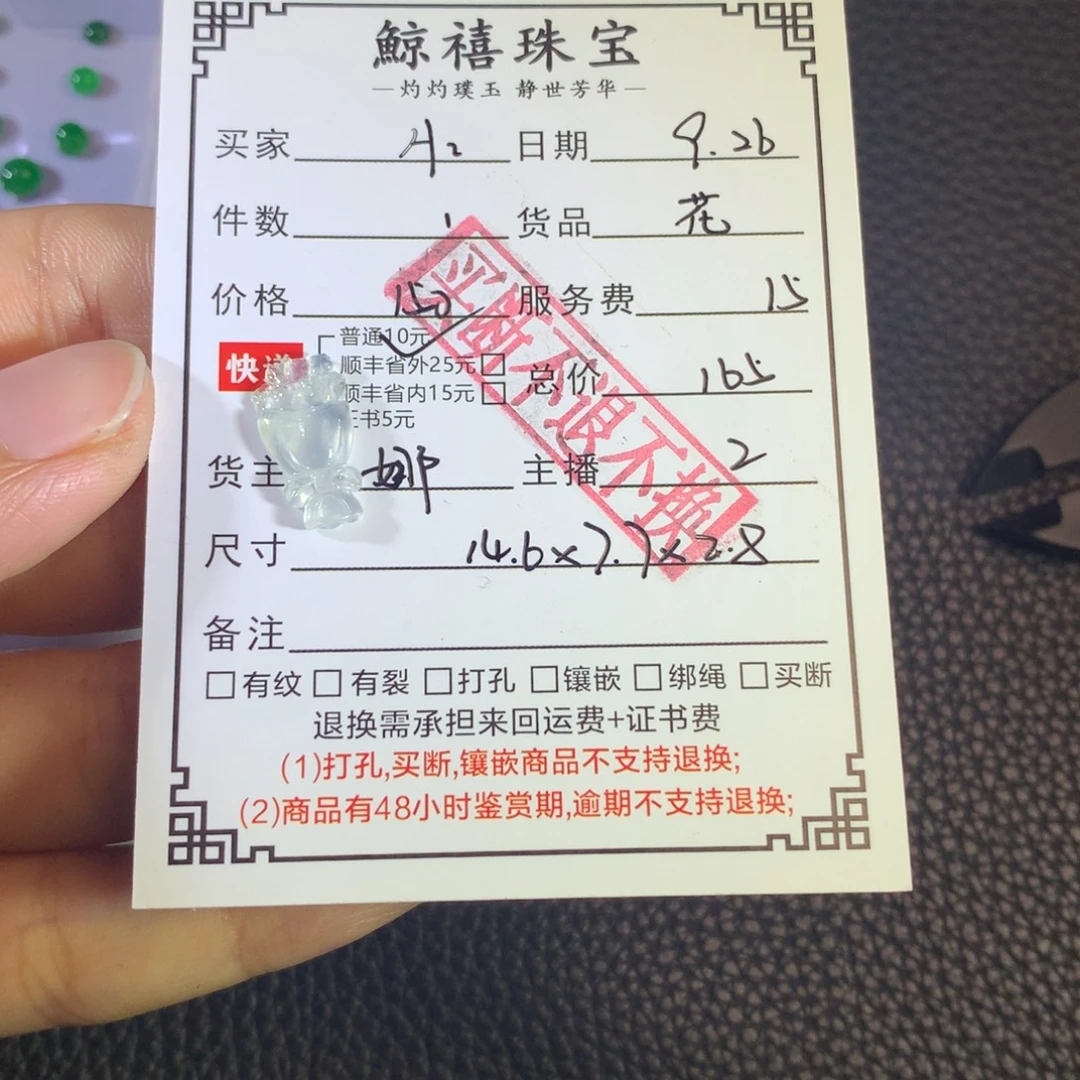 鲸禧珠宝
—灼灼璞玉 静世芳华—
买家 42 日期 9.26
件数 1 货品 花
价格 150 服务费 15
普通10元
快递 顺丰省外25元□ 总价 165
顺丰省内15元□
证书5元
货主 娜 主播 2
买断不退不换
尺寸 14.6×7.7×2.8
备注
□有纹 □有裂 □打孔 □镶嵌 □绑绳 □买断
退换需承担来回运费+证书费
(1)打孔,买断,镶嵌商品不支持退换;
(2)商品有48小时鉴赏期,逾期不支持退换;